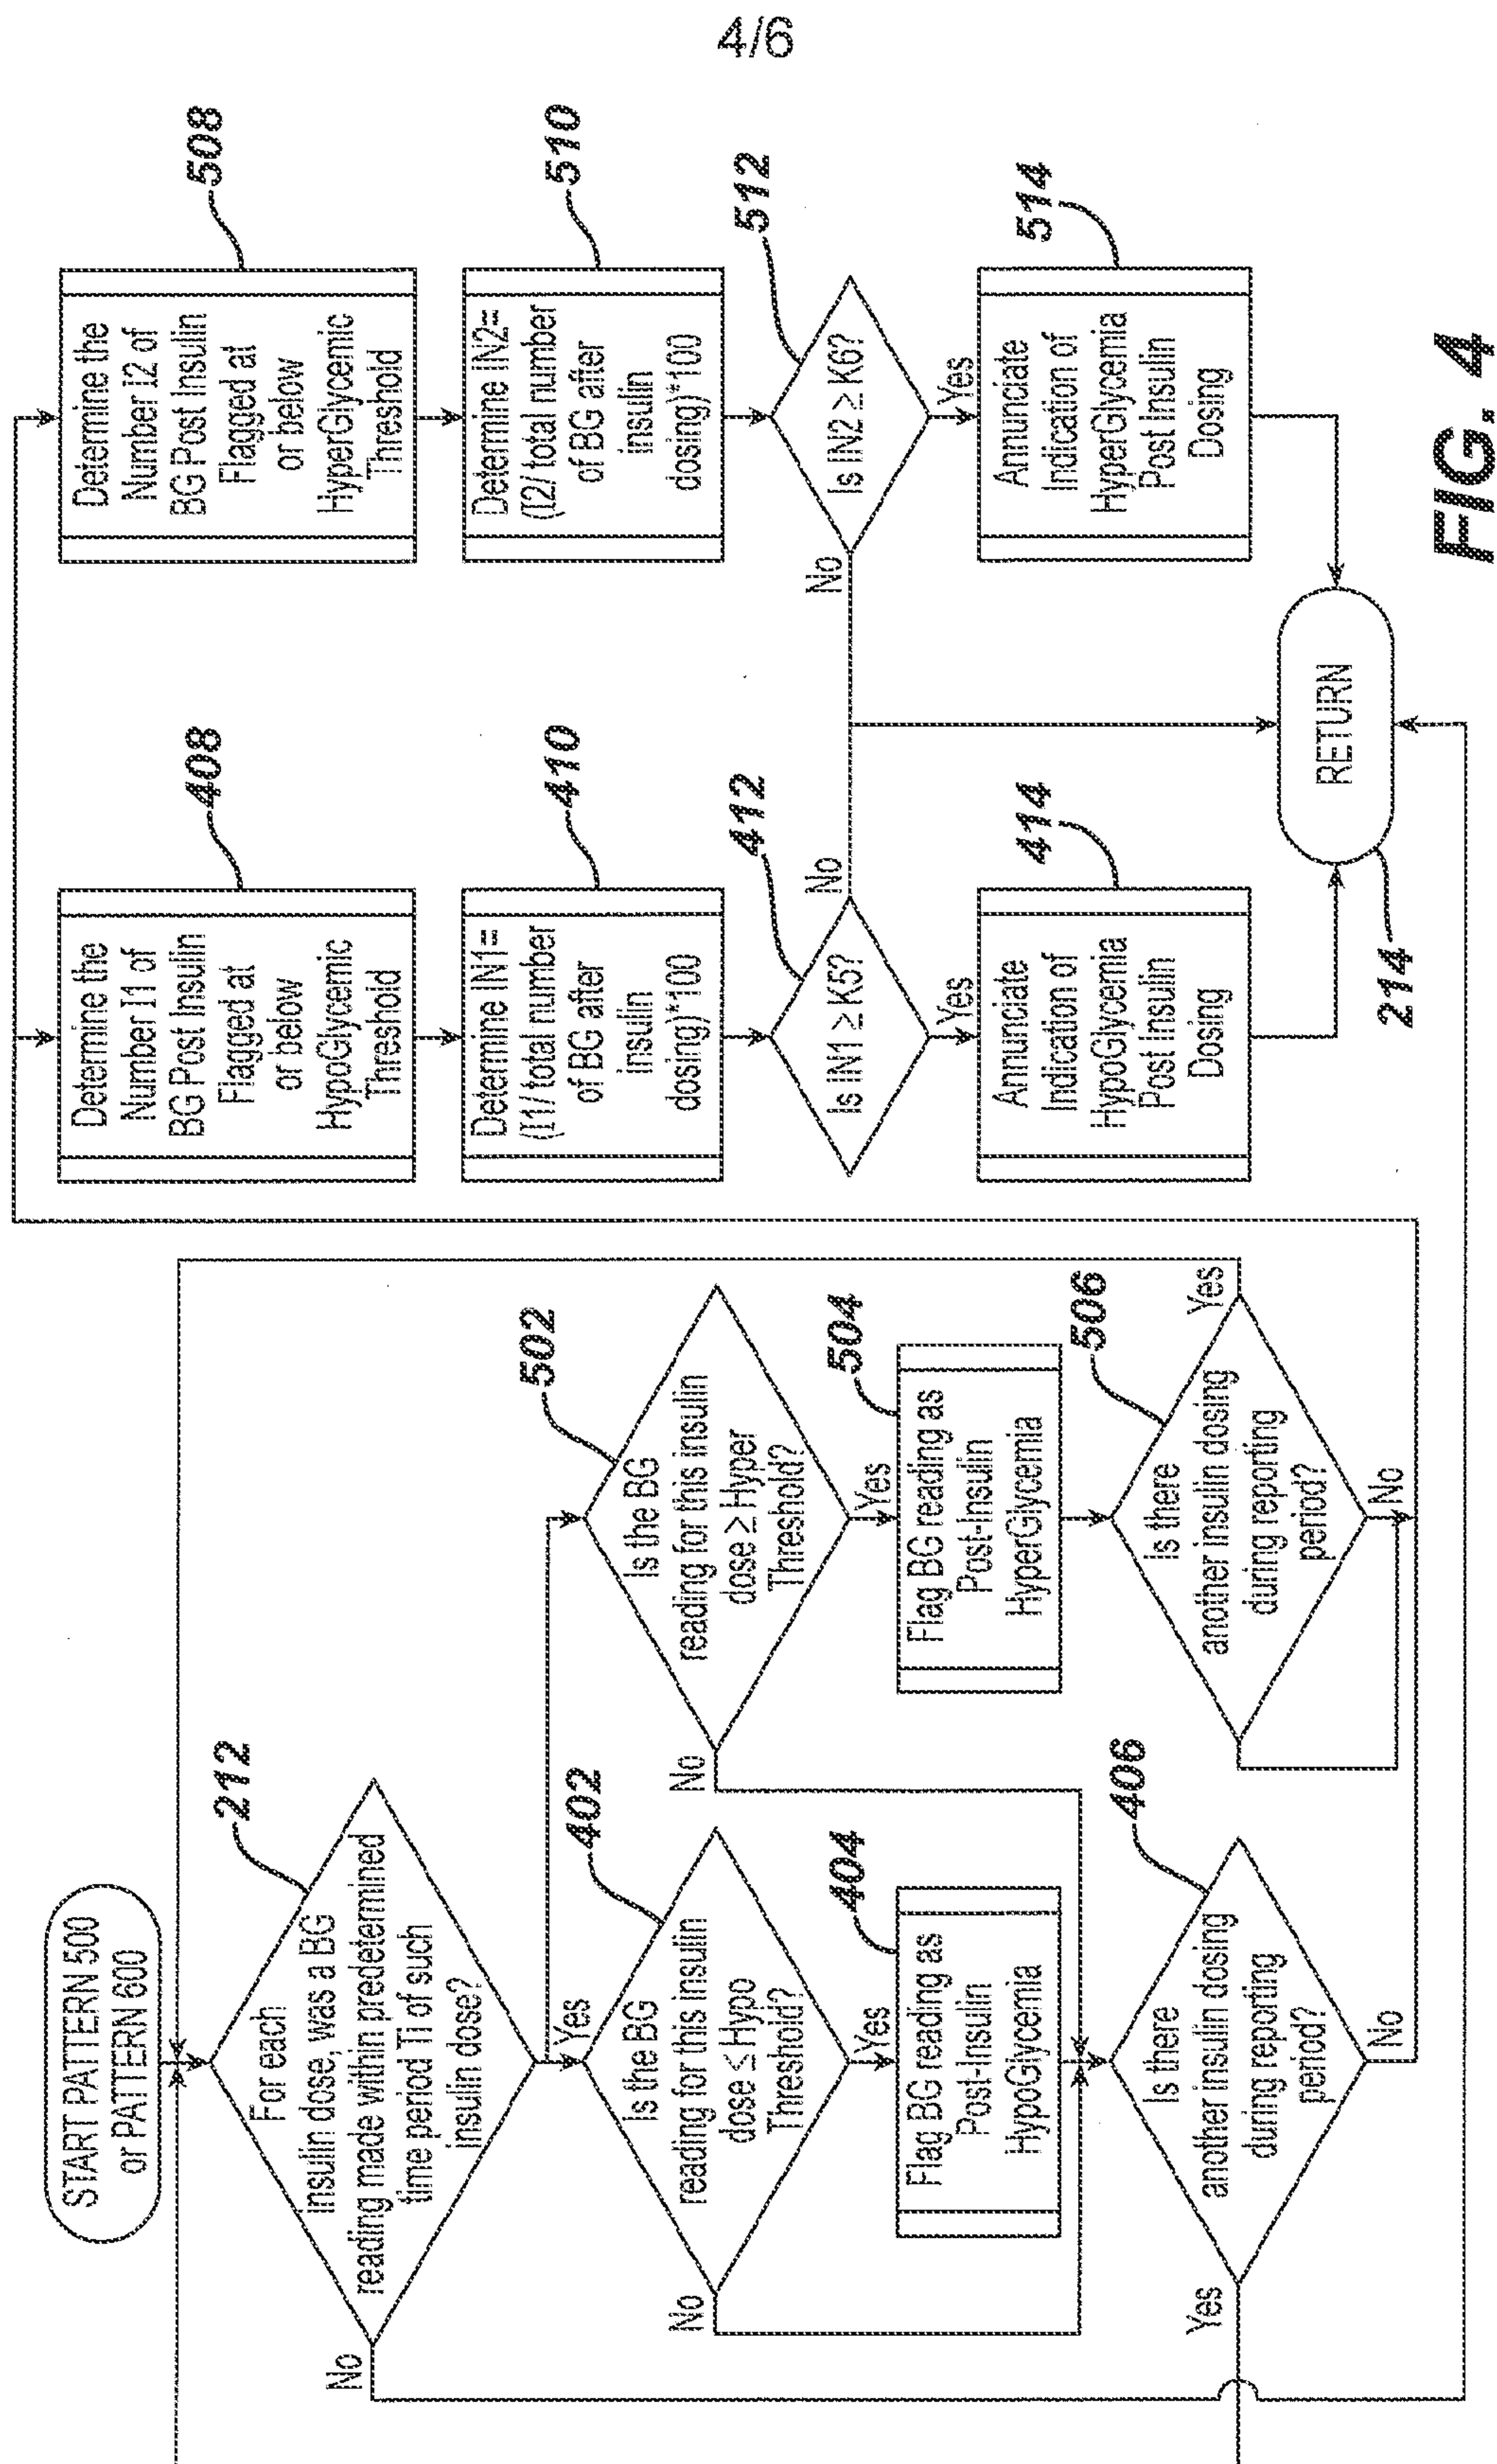 4/6
START PATTERN 500
or PATTERN 600
212
For each
insulin dose, was a BG
reading made within predetermined
time period Ti of such
insulin dose?
No
Yes
402
Is the BG
reading for this insulin
dose ≤ Hypo
Threshold?
No
Yes
404
Flag BG reading as
Post-Insulin
HypoGlycemia
406
Is there
another insulin dosing
during reporting
period?
Yes
No
502
Is the BG
reading for this insulin
dose ≥ Hyper
Threshold?
No
Yes
504
Flag BG reading as
Post-Insulin
HyperGlycemia
506
Is there
another insulin dosing
during reporting
period?
Yes
No
408
Determine the
Number I1 of
BG Post Insulin
Flagged at
or below
HypoGlycemic
Threshold
410
Determine IN1=
(I1/ total number
of BG after
insulin
dosing)*100
412
Is IN1 ≥ K5?
No
Yes
414
Annunciate
Indication of
HypoGlycemia
Post Insulin
Dosing
508
Determine the
Number I2 of
BG Post Insulin
Flagged at
or below
HyperGlycemic
Threshold
510
Determine IN2=
(I2/ total number
of BG after
insulin
dosing)*100
512
Is IN2 ≥ K6?
No
Yes
514
Annunciate
Indication of
HyperGlycemia
Post Insulin
Dosing
RETURN
214
FIG. 4